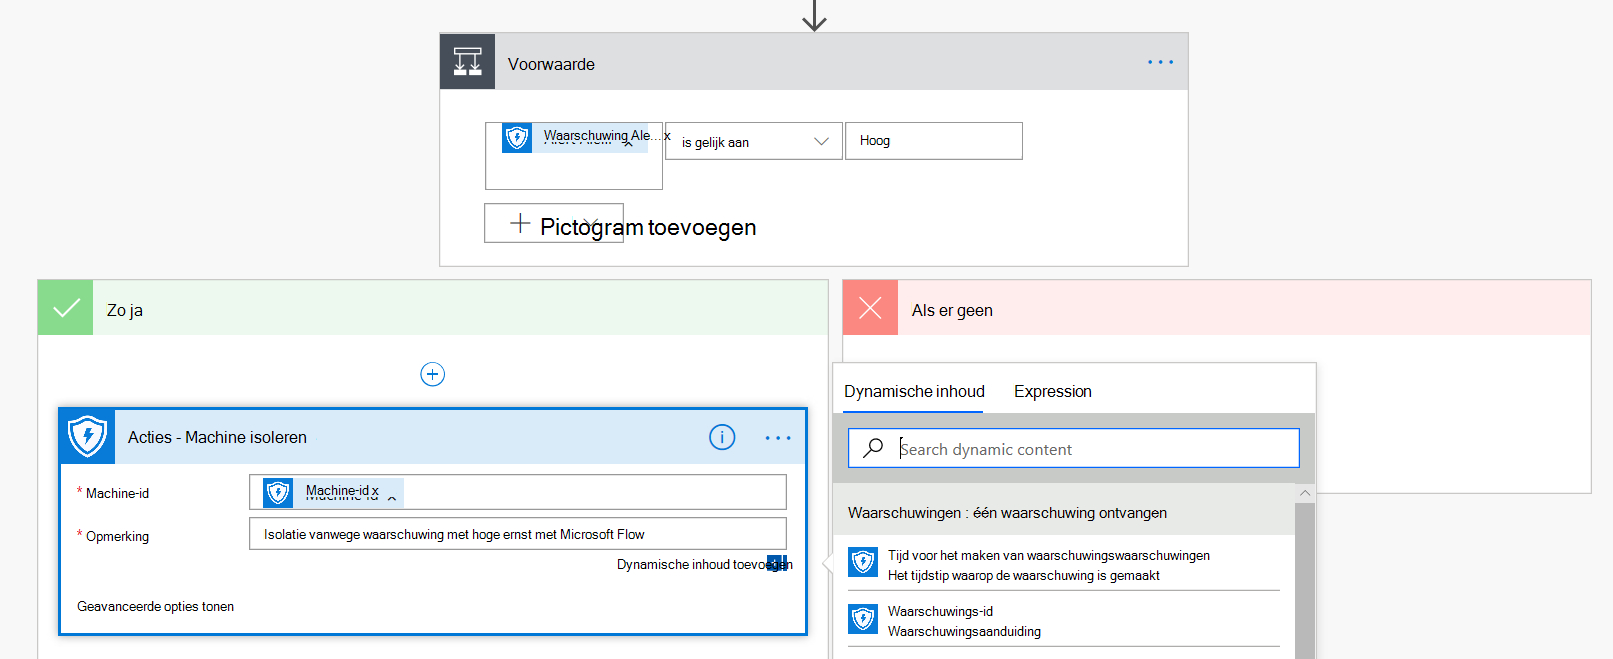 Voorwaarde
Waarschuwing Ale... x
is gelijk aan
Hoog
Pictogram toevoegen
Zo ja
Als er geen
Acties - Machine isoleren
* Machine-id
Machine-id x
* Opmerking
Isolatie vanwege waarschuwing met hoge ernst met Microsoft Flow
Dynamische inhoud toevoegen
Geavanceerde opties tonen
Dynamische inhoud
Expression
Search dynamic content
Waarschuwingen : één waarschuwing ontvangen
Tijd voor het maken van waarschuwingswaarschuwingen
Het tijdstip waarop de waarschuwing is gemaakt
Waarschuwings-id
Waarschuwingsaanduiding